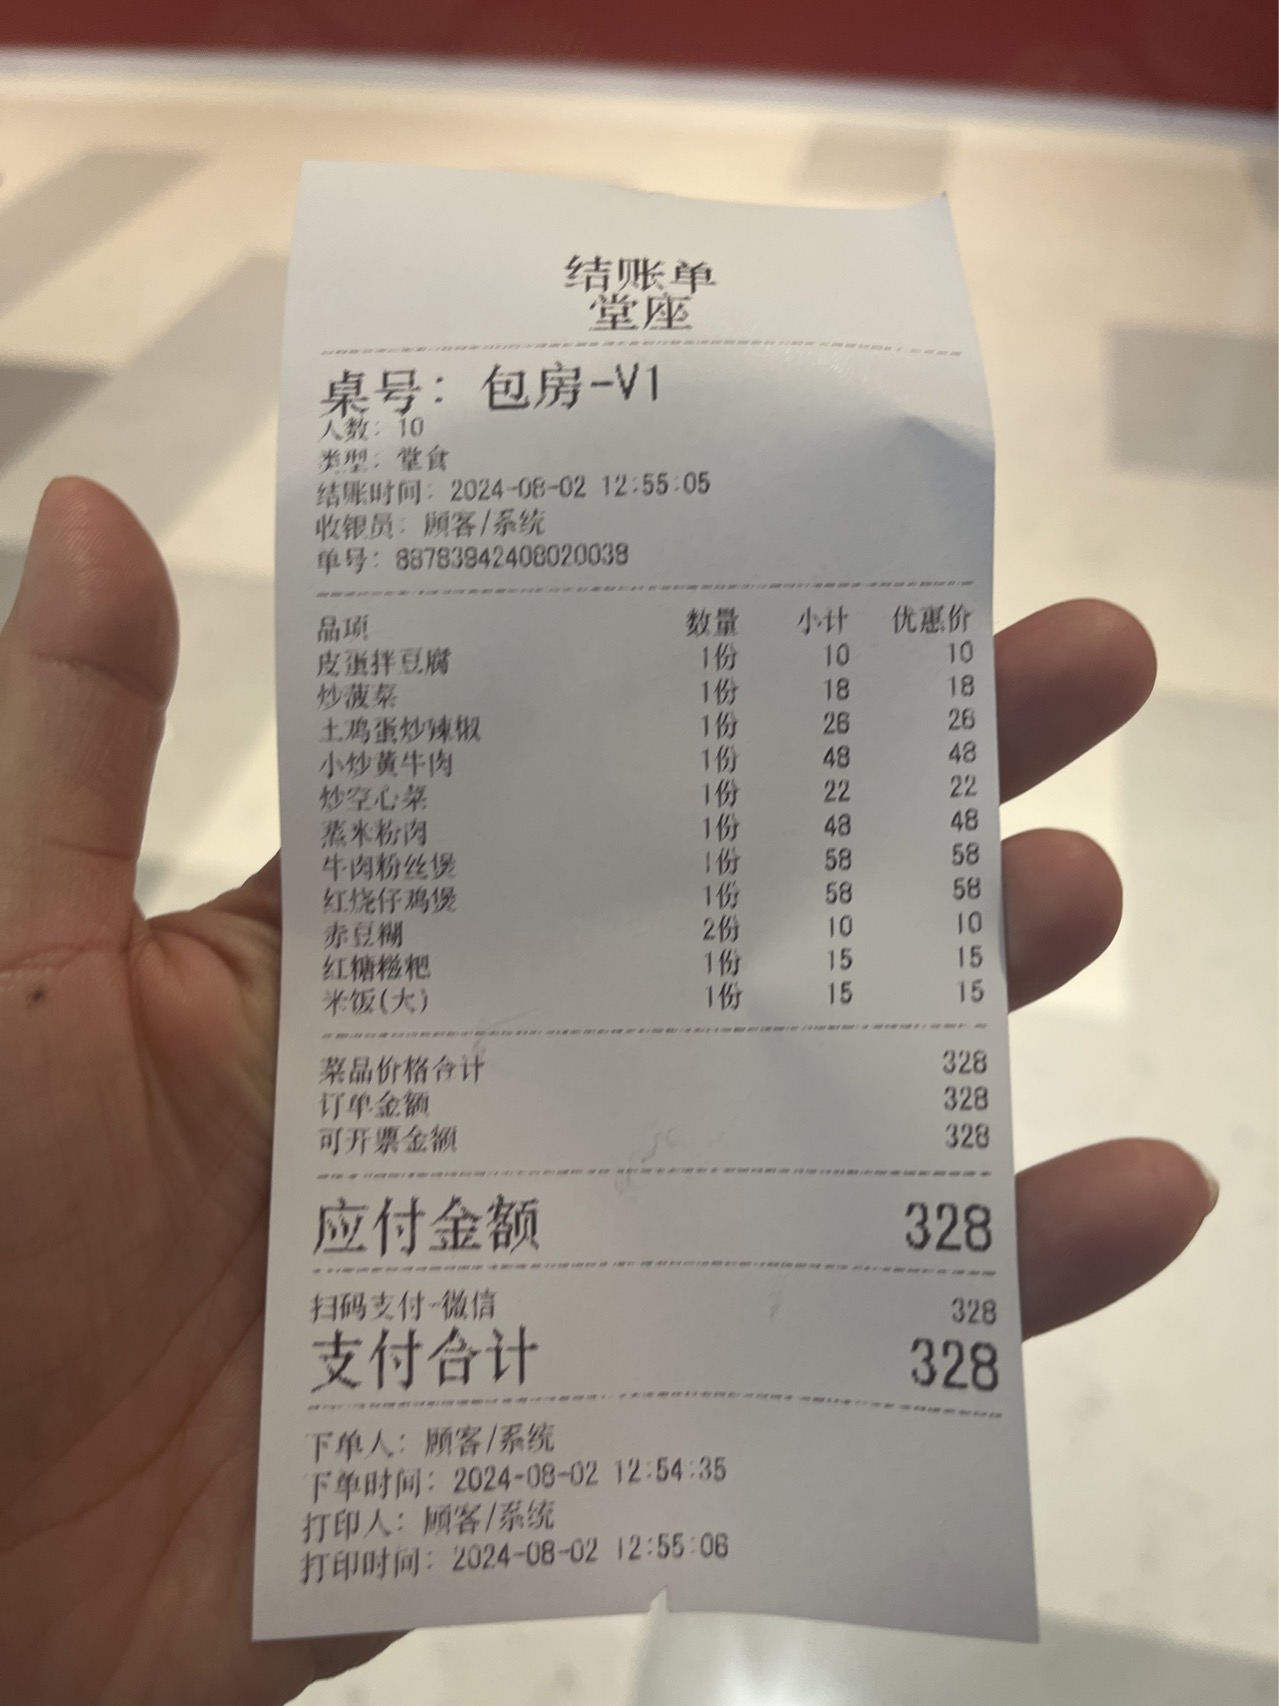 结账单
堂座
桌号: 包房-V1
人数: 10
类型: 堂食
结账时间: 2024-08-02 12:55:05
收银员: 顾客/系统
单号: 88783942408020038
品项 数量 小计 优惠价
皮蛋拌豆腐 1份 10 10
炒菠菜 1份 18 18
土鸡蛋炒辣椒 1份 26 26
小炒黄牛肉 1份 48 48
炒空心菜 1份 22 22
蒸米粉肉 1份 48 48
牛肉粉丝煲 1份 58 58
红烧仔鸡煲 1份 58 58
赤豆糊 2份 10 10
红糖糍粑 1份 15 15
米饭(大) 1份 15 15
菜品价格合计 328
订单金额 328
可开票金额 328
应付金额 328
扫码支付-微信 328
支付合计 328
下单人: 顾客/系统
下单时间: 2024-08-02 12:54:35
打印人: 顾客/系统
打印时间: 2024-08-02 12:55:06